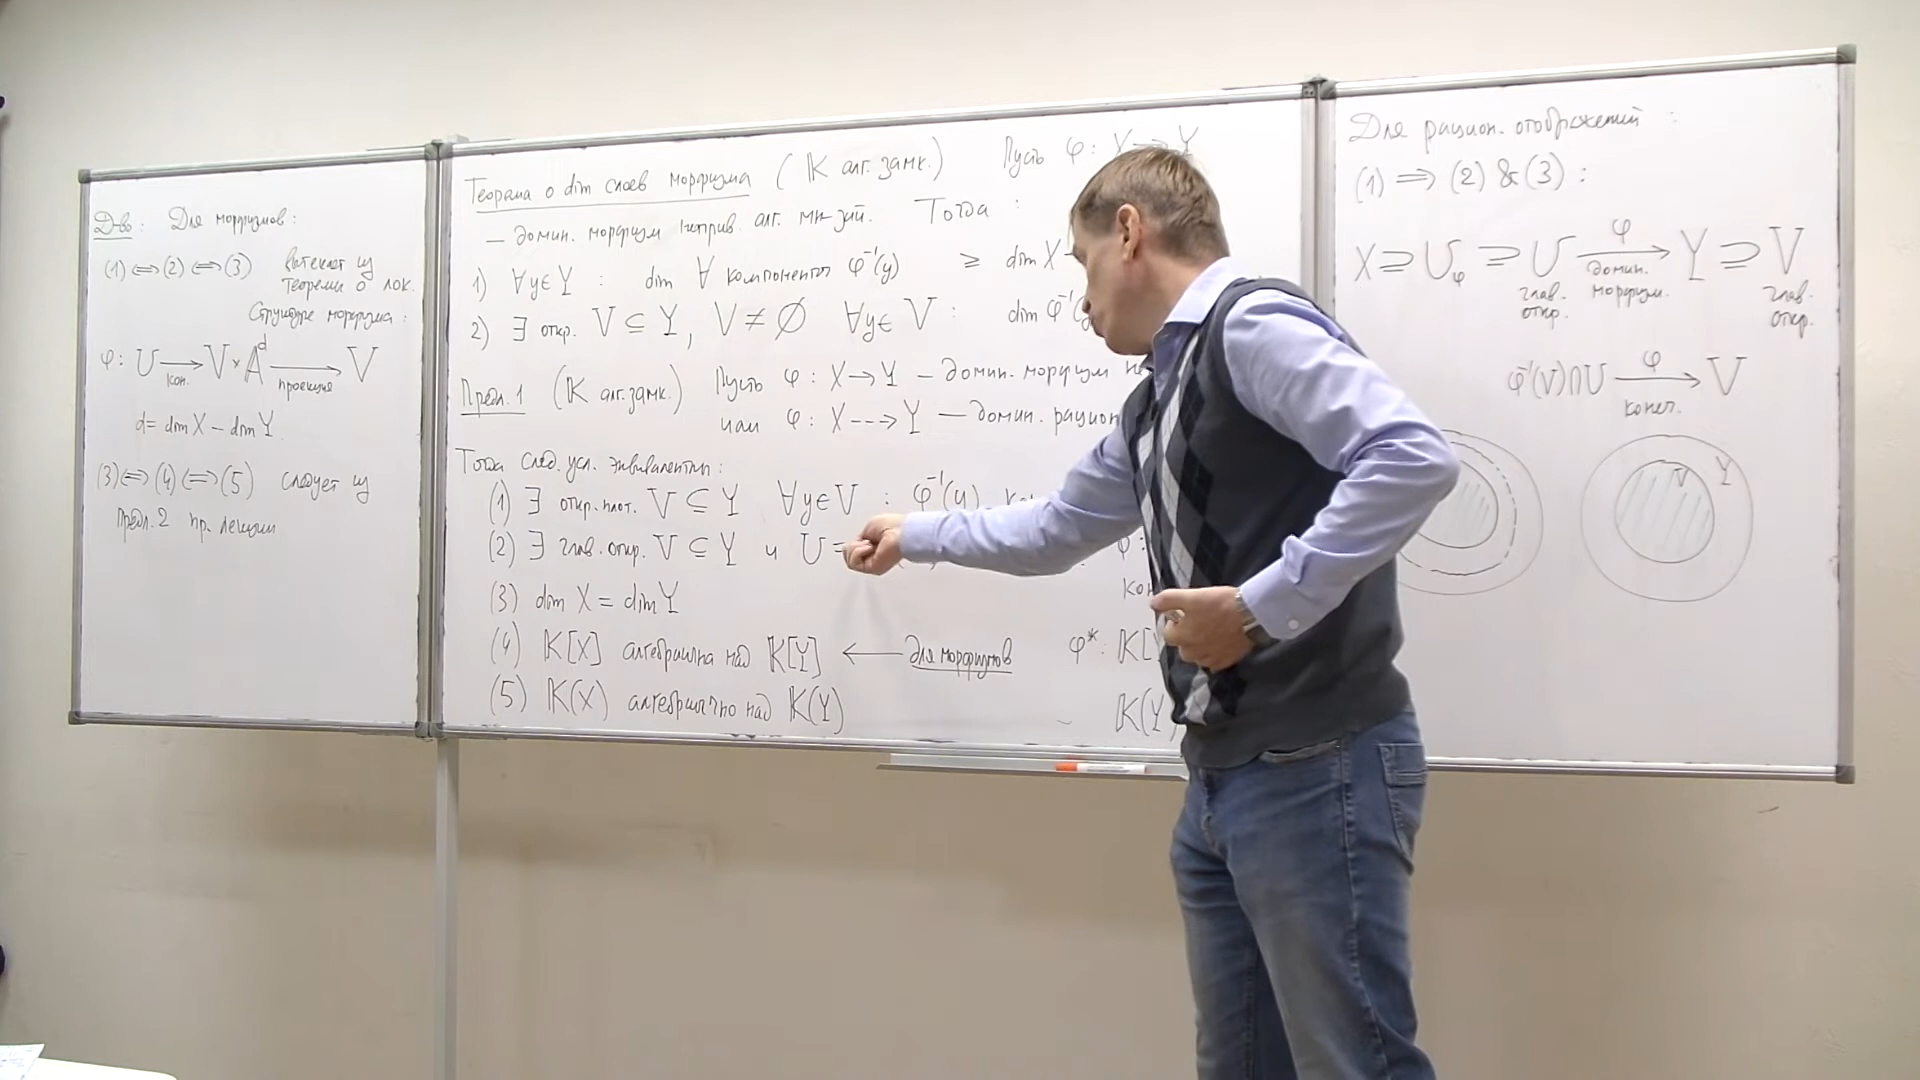 Д-во: Для морфизмов:
(1) ⟺ (2) ⟺ (3) вытекает из
теоремы о лок.
структуре морфизма:
φ: U → V × A^d → V
кон. проекция
d = dim X − dim Y
(3) ⟺ (4) ⟺ (5) следует из
Предл. 2 пр. лекции
Теорема о dim слоев морфизма (K алг. замк.) Пусть φ: X → Y
— домин. морфизм неприв. алг. мн-зий. Тогда:
1) ∀y∈Y: dim ∀ компоненты φ⁻¹(y) ≥ dim X
2) ∃ откр. V ⊆ Y, V ≠ ∅ ∀y∈V: dim φ⁻¹(y
Предл. 1 (K алг. замк.) Пусть φ: X → Y — домин. морфизм
или φ: X ⇢ Y — домин. рацион
Тогда след. усл. эквивалентны:
(1) ∃ откр. плот. V ⊆ Y ∀y∈V: φ⁻¹(y)
(2) ∃ глав. откр. V ⊆ Y и U φ:
(3) dim X = dim Y
(4) K[X] алгебраична над K[Y] ← для морфизмов φ*: K[
(5) K(X) алгебраично над K(Y) K(Y
Для рацион. отображений:
(1) ⟹ (2) & (3):
X ⊇ U_φ ⊇ U → Y ⊇ V
φ
домин. морфизм.
глав. откр.
глав. откр.
φ⁻¹(V) ∩ U → V
φ
конеч.
V Y